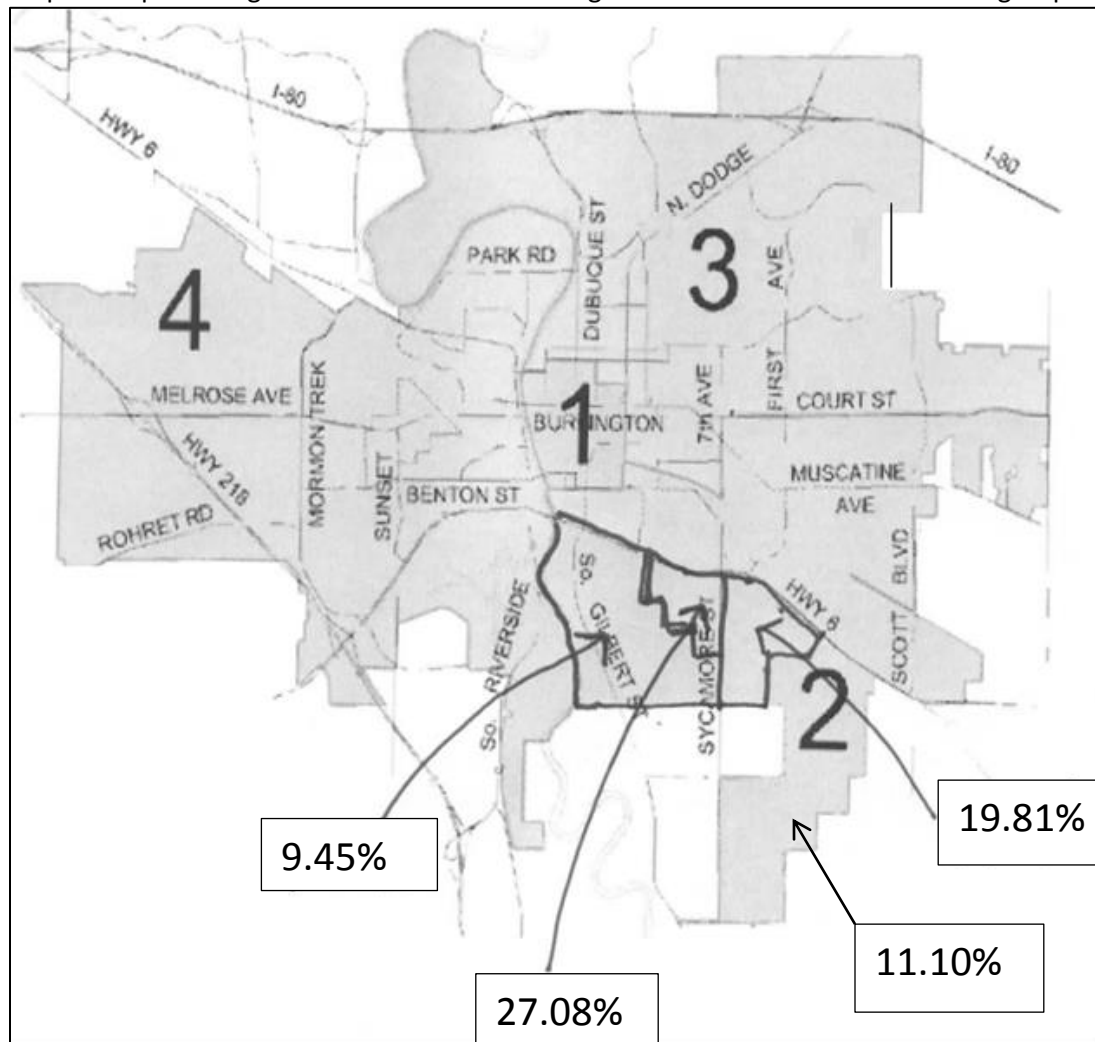 I-80
HWY 6
I-80
N. DODGE
DUBUQUE ST
PARK RD
3
4
FIRST AVE
MELROSE AVE
MORMON TREK
1
BURLINGTON
7th AVE
COURT ST
HWY 218
SUNSET
BENTON ST
MUSCATINE
AVE
ROHRET RD
So. RIVERSIDE
So. GILBERT ST
SYCAMORE ST
HWY 6
SCOTT BLVD
2
9.45%
19.81%
11.10%
27.08%